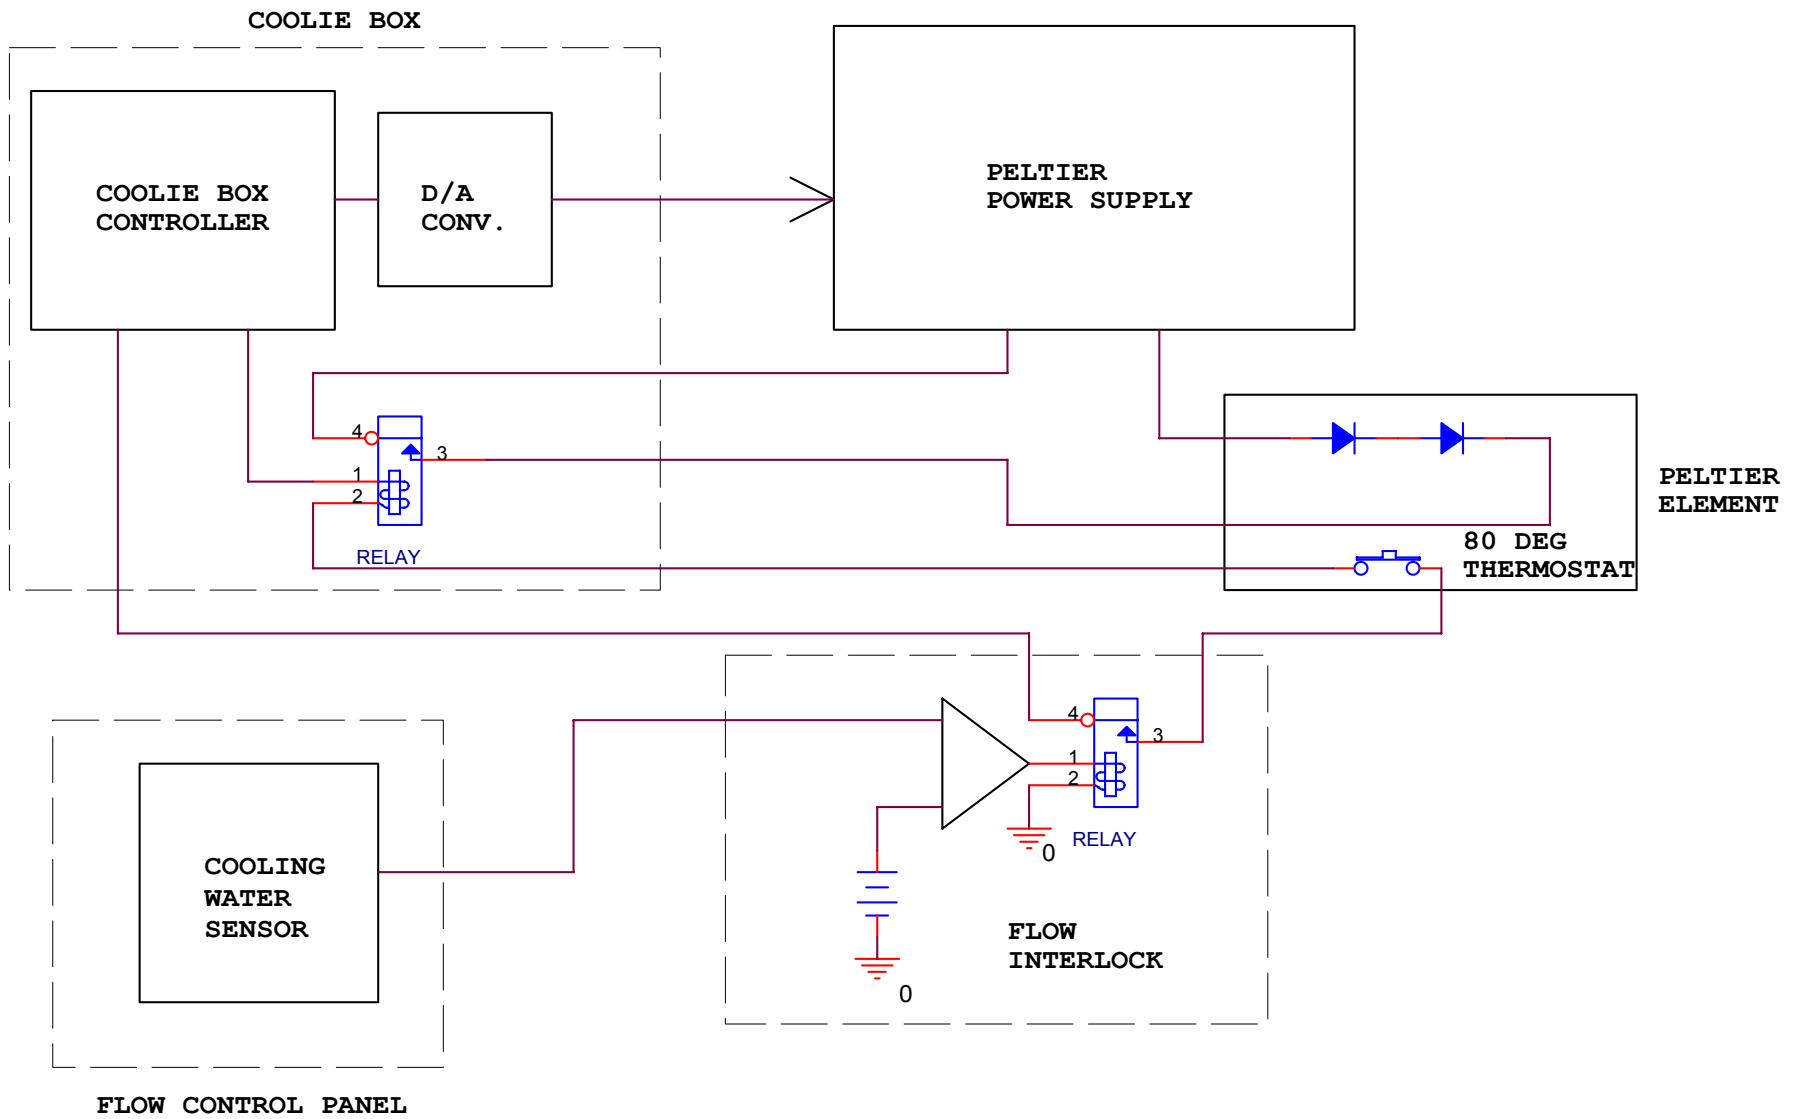 COOLIE BOX
COOLIE BOX
CONTROLLER
D/A
CONV.
PELTIER
POWER SUPPLY
4
3
1
2
RELAY
PELTIER
ELEMENT
80 DEG
THERMOSTAT
4
3
1
2
RELAY
0
0
FLOW
INTERLOCK
COOLING
WATER
SENSOR
FLOW CONTROL PANEL